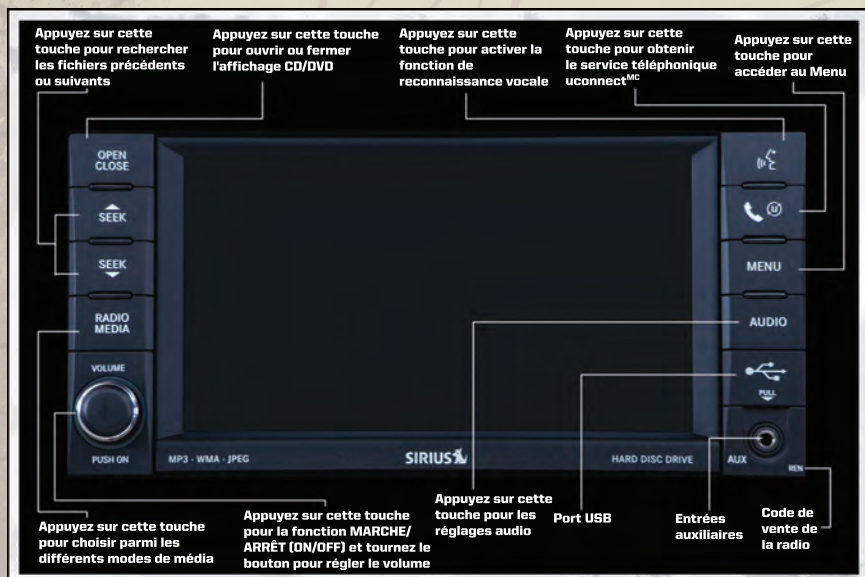 Appuyez sur cette
touche pour rechercher
les fichiers précédents
ou suivants
Appuyez sur cette touche
pour ouvrir ou fermer
l'affichage CD/DVD
Appuyez sur cette
touche pour activer la
fonction de
reconnaissance vocale
Appuyez sur cette
touche pour obtenir
le service téléphonique
uconnectMC
Appuyez sur cette
touche pour
accéder au Menu
OPEN
CLOSE
SEEK
SEEK
RADIO
MEDIA
VOLUME
PUSH ON
MP3 - WMA - JPEG
SIRIUS
HARD DISC DRIVE
U
MENU
AUDIO
PULL
AUX
REN
Appuyez sur cette touche
pour choisir parmi les
différents modes de média
Appuyez sur cette touche
pour la fonction MARCHE/
ARRÊT (ON/OFF) et tournez le
bouton pour régler le volume
Appuyez sur cette
touche pour les
réglages audio
Port USB
Entrées
auxiliaires
Code de
vente de
la radio